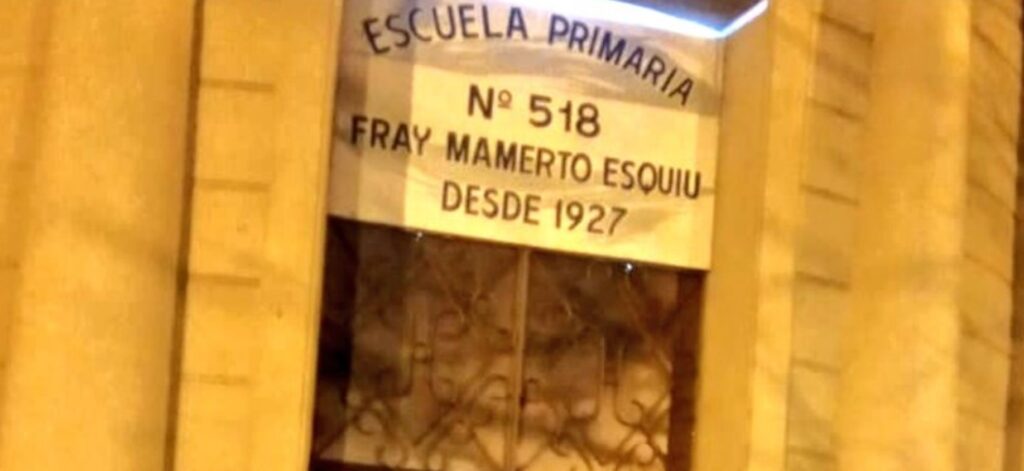 ESCUELA PRIMARIA
Nº 518
FRAY MAMERTO ESQUIU
DESDE 1927